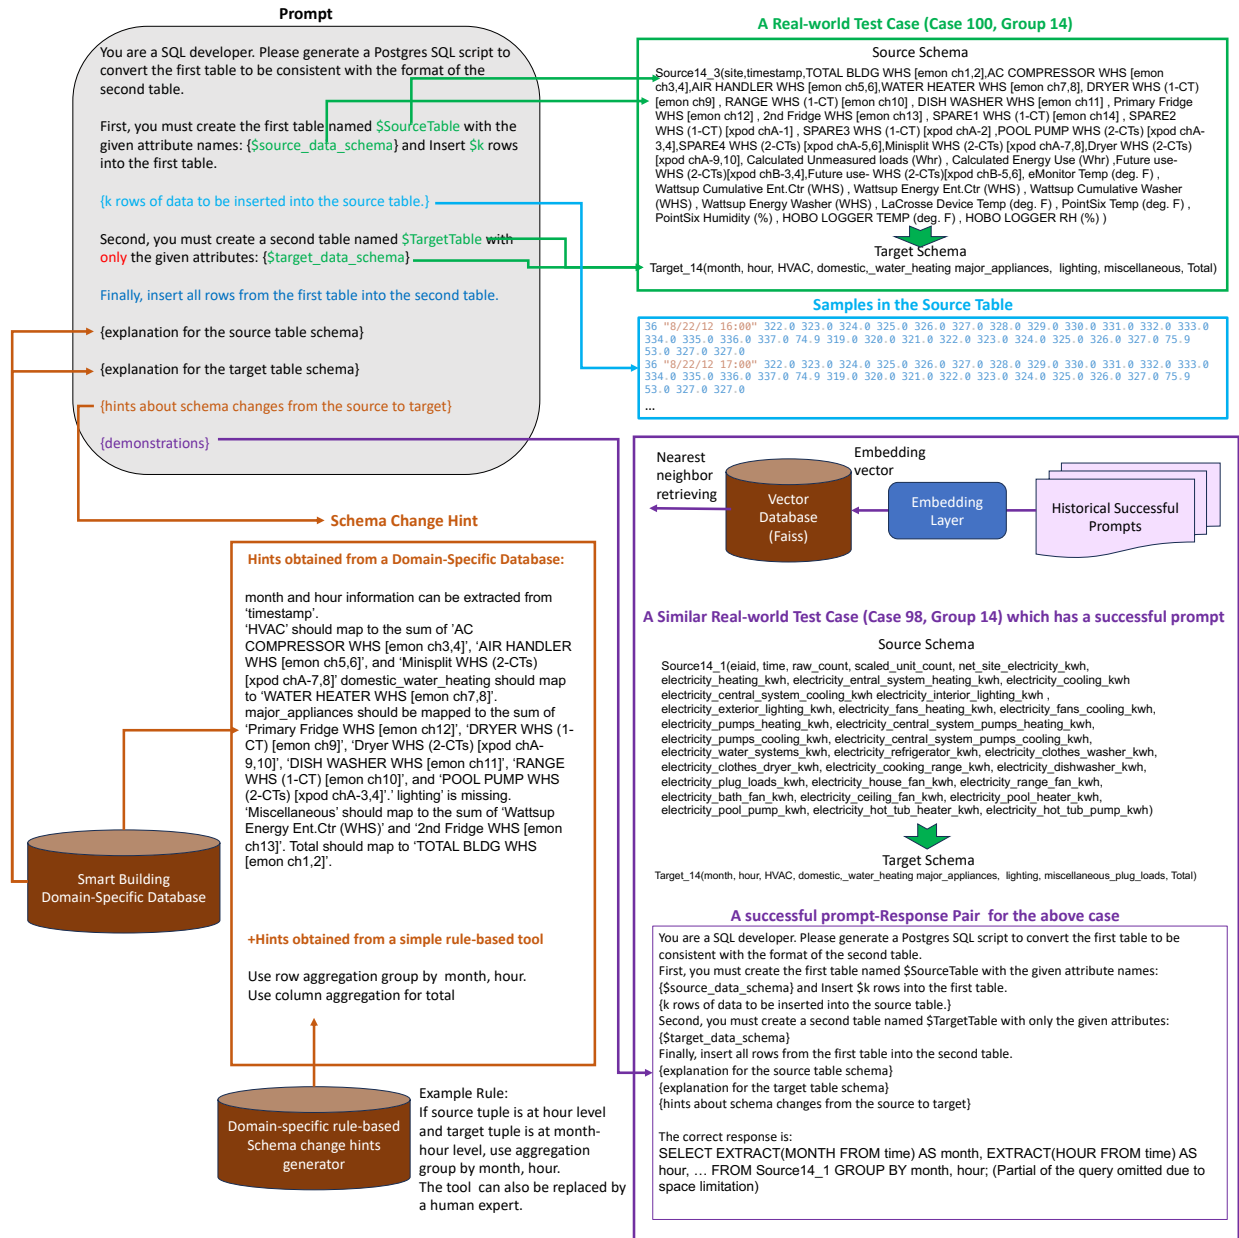 Prompt
You are a SQL developer. Please generate a Postgres SQL script to
convert the first table to be consistent with the format of the
second table.
First, you must create the first table named $SourceTable with the
given attribute names: {$source_data_schema} and Insert $k rows
into the first table.
{k rows of data to be inserted into the source table.}
Second, you must create a second table named $TargetTable with
only the given attributes: {$target_data_schema}
Finally, insert all rows from the first table into the second table.
{explanation for the source table schema}
{explanation for the target table schema}
{hints about schema changes from the source to target}
{demonstrations}
A Real-world Test Case (Case 100, Group 14)
Source Schema
Source14_3(site,timestamp,TOTAL BLDG WHS [emon ch1,2],AC COMPRESSOR WHS [emon
ch3,4],AIR HANDLER WHS [emon ch5,6],WATER HEATER WHS [emon ch7,8], DRYER WHS (1-CT)
[emon ch9] , RANGE WHS (1-CT) [emon ch10] , DISH WASHER WHS [emon ch11] , Primary Fridge
WHS [emon ch12] , 2nd Fridge WHS [emon ch13] , SPARE1 WHS (1-CT) [emon ch14] , SPARE2
WHS (1-CT) [xpod chA-1] , SPARE3 WHS (1-CT) [xpod chA-2] ,POOL PUMP WHS (2-CTs) [xpod chA-
3,4],SPARE4 WHS (2-CTs) [xpod chA-5,6],Minisplit WHS (2-CTs) [xpod chA-7,8],Dryer WHS (2-CTs)
[xpod chA-9,10], Calculated Unmeasured loads (Whr) , Calculated Energy Use (Whr) ,Future use-
WHS (2-CTs)[xpod chB-3,4],Future use- WHS (2-CTs)[xpod chB-5,6], eMonitor Temp (deg. F) ,
Wattsup Cumulative Ent.Ctr (WHS) , Wattsup Energy Ent.Ctr (WHS) , Wattsup Cumulative Washer
(WHS) , Wattsup Energy Washer (WHS) , LaCrosse Device Temp (deg. F) , PointSix Temp (deg. F) ,
PointSix Humidity (%) , HOBO LOGGER TEMP (deg. F) , HOBO LOGGER RH (%) )
Target Schema
Target_14(month, hour, HVAC, domestic,_water_heating major_appliances, lighting, miscellaneous, Total)
Samples in the Source Table
36 "8/22/12 16:00" 322.0 323.0 324.0 325.0 326.0 327.0 328.0 329.0 330.0 331.0 332.0 333.0
334.0 335.0 336.0 337.0 74.9 319.0 320.0 321.0 322.0 323.0 324.0 325.0 326.0 327.0 75.9
53.0 327.0 327.0
36 "8/22/12 17:00" 322.0 323.0 324.0 325.0 326.0 327.0 328.0 329.0 330.0 331.0 332.0 333.0
334.0 335.0 336.0 337.0 74.9 319.0 320.0 321.0 322.0 323.0 324.0 325.0 326.0 327.0 75.9
53.0 327.0 327.0
...
Nearest
neighbor
retrieving
Vector
Database
(Faiss)
Embedding
vector
Embedding
Layer
Historical Successful
Prompts
A Similar Real-world Test Case (Case 98, Group 14) which has a successful prompt
Source Schema
Source14_1(eiaid, time, raw_count, scaled_unit_count, net_site_electricity_kwh,
electricity_heating_kwh, electricity_entral_system_heating_kwh, electricity_cooling_kwh
electricity_central_system_cooling_kwh electricity_interior_lighting_kwh ,
electricity_exterior_lighting_kwh, electricity_fans_heating_kwh, electricity_fans_cooling_kwh,
electricity_pumps_heating_kwh, electricity_central_system_pumps_heating_kwh,
electricity_pumps_cooling_kwh, electricity_central_system_pumps_cooling_kwh,
electricity_water_systems_kwh, electricity_refrigerator_kwh, electricity_clothes_washer_kwh,
electricity_clothes_dryer_kwh, electricity_cooking_range_kwh, electricity_dishwasher_kwh,
electricity_plug_loads_kwh, electricity_house_fan_kwh, electricity_range_fan_kwh,
electricity_bath_fan_kwh, electricity_ceiling_fan_kwh, electricity_pool_heater_kwh,
electricity_pool_pump_kwh, electricity_hot_tub_heater_kwh, electricity_hot_tub_pump_kwh)
Target Schema
Target_14(month, hour, HVAC, domestic,_water_heating major_appliances, lighting, miscellaneous_plug_loads, Total)
A successful prompt-Response Pair for the above case
You are a SQL developer. Please generate a Postgres SQL script to convert the first table to be
consistent with the format of the second table.
First, you must create the first table named $SourceTable with the given attribute names:
{$source_data_schema} and Insert $k rows into the first table.
{k rows of data to be inserted into the source table.}
Second, you must create a second table named $TargetTable with only the given attributes:
{$target_data_schema}
Finally, insert all rows from the first table into the second table.
{explanation for the source table schema}
{explanation for the target table schema}
{hints about schema changes from the source to target}
The correct response is:
SELECT EXTRACT(MONTH FROM time) AS month, EXTRACT(HOUR FROM time) AS
hour, … FROM Source14_1 GROUP BY month, hour; (Partial of the query omitted due to
space limitation)
Schema Change Hint
Hints obtained from a Domain-Specific Database:
month and hour information can be extracted from
‘timestamp’.
‘HVAC’ should map to the sum of ’AC
COMPRESSOR WHS [emon ch3,4]’, ‘AIR HANDLER
WHS [emon ch5,6]’, and ‘Minisplit WHS (2-CTs)
[xpod chA-7,8]’ domestic_water_heating should map
to ‘WATER HEATER WHS [emon ch7,8]’.
major_appliances should be mapped to the sum of
‘Primary Fridge WHS [emon ch12]’, ‘DRYER WHS (1-
CT) [emon ch9]’, ‘Dryer WHS (2-CTs) [xpod chA-
9,10]’, ‘DISH WASHER WHS [emon ch11]’, ‘RANGE
WHS (1-CT) [emon ch10]’, and ‘POOL PUMP WHS
(2-CTs) [xpod chA-3,4]’.’ lighting’ is missing.
‘Miscellaneous’ should map to the sum of ‘Wattsup
Energy Ent.Ctr (WHS)’ and ‘2nd Fridge WHS [emon
ch13]’. Total should map to ‘TOTAL BLDG WHS
[emon ch1,2]’.
+Hints obtained from a simple rule-based tool
Use row aggregation group by month, hour.
Use column aggregation for total
Smart Building
Domain-Specific Database
Domain-specific rule-based
Schema change hints
generator
Example Rule:
If source tuple is at hour level
and target tuple is at month-
hour level, use aggregation
group by month, hour.
The tool can also be replaced by
a human expert.